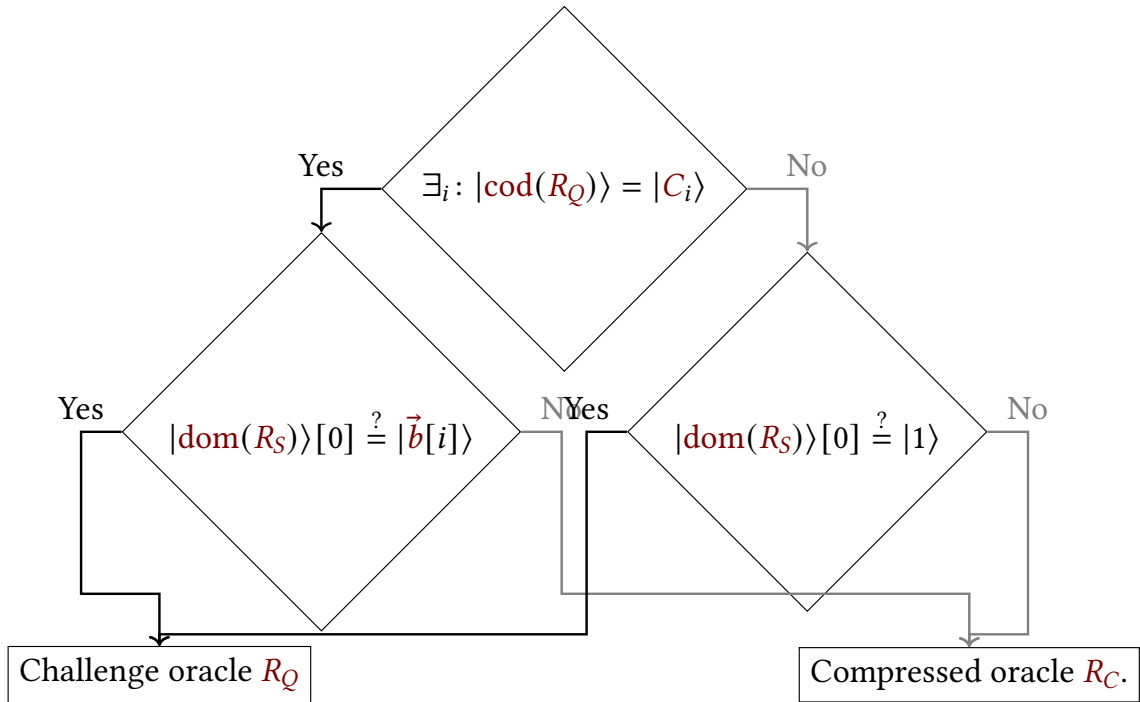 Yes
No
∃ᵢ: |cod(R_Q)⟩ = |C_i⟩
Yes
No
Yes
No
|dom(R_S)⟩[0] ≟ |b⃗[i]⟩
|dom(R_S)⟩[0] ≟ |1⟩
Challenge oracle R_Q
Compressed oracle R_C.